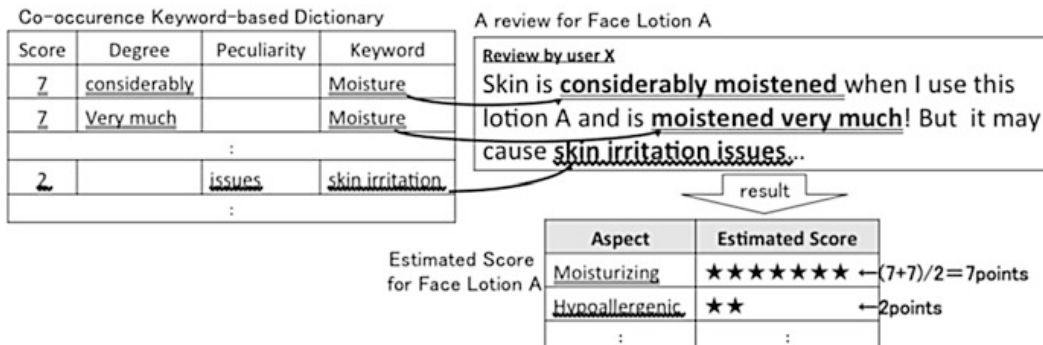 Co-occurence Keyword-based Dictionary
Score Degree Peculiarity Keyword
7 considerably Moisture
7 Very much Moisture
:
2 issues skin irritation
:
A review for Face Lotion A
Review by user X
Skin is considerably moistened when I use this
lotion A and is moistened very much! But it may
cause skin irritation issues...
result
Estimated Score
for Face Lotion A
Aspect Estimated Score
Moisturizing ★★★★★★★ ←(7+7)/2=7points
Hypoallergenic ★★ ←2points
: :